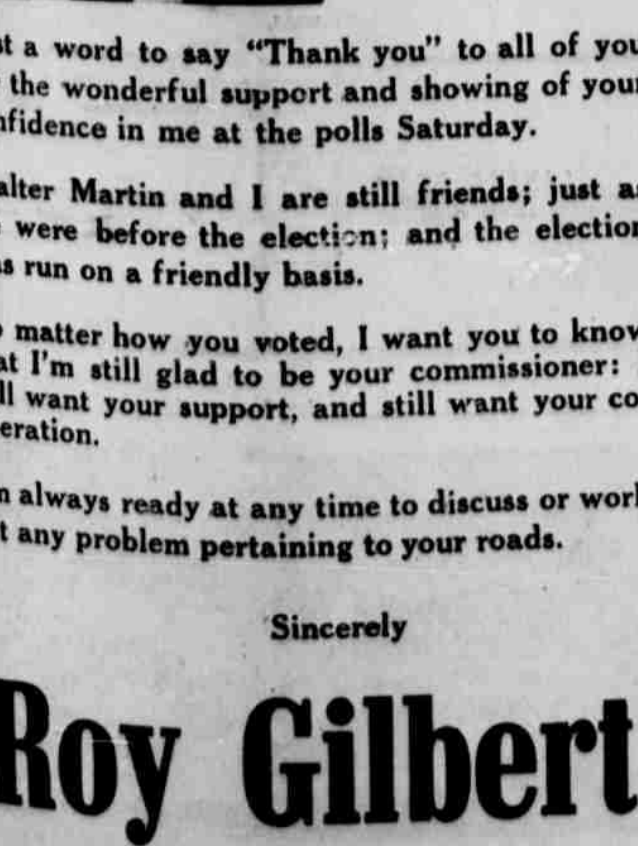 st a word to say "Thank you" to all of you
the wonderful support and showing of your
nfidence in me at the polls Saturday.
alter Martin and I are still friends; just as
were before the election; and the election
s run on a friendly basis.
matter how you voted, I want you to know
at I'm still glad to be your commissioner:
ll want your support, and still want your co
eration.
n always ready at any time to discuss or work
t any problem pertaining to your roads.
Sincerely
Roy Gilbert